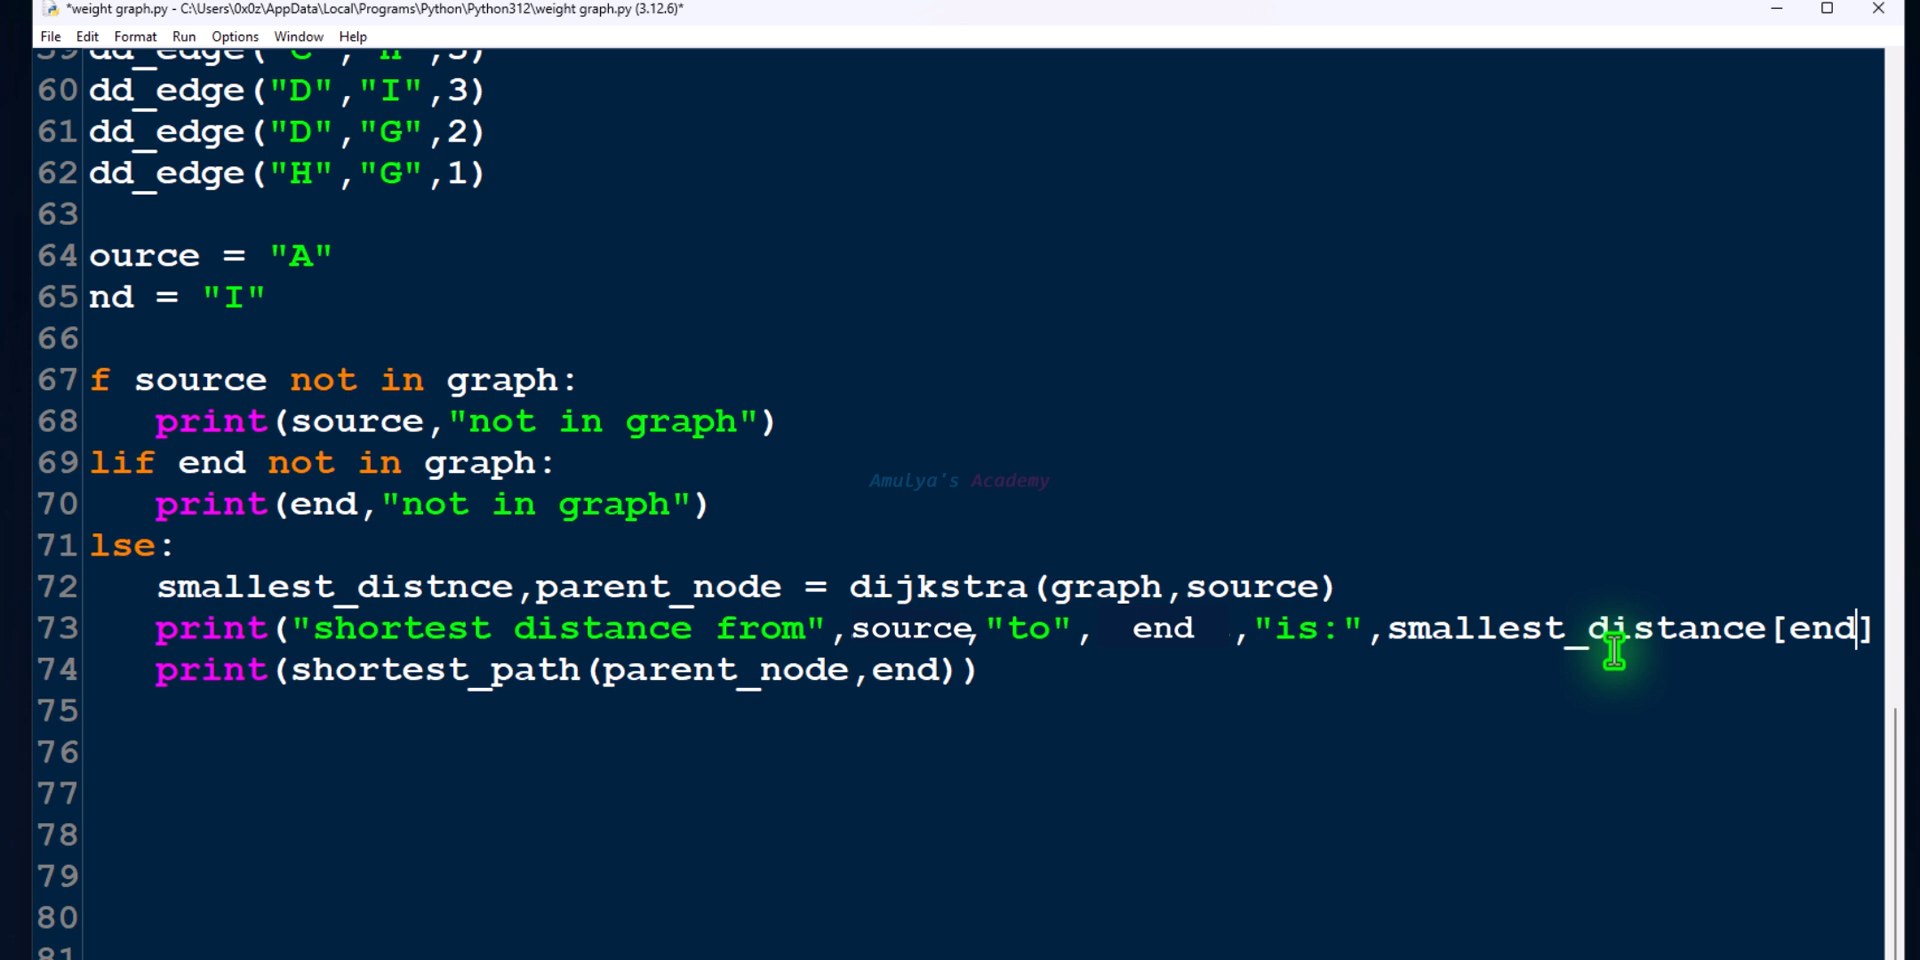 *weight graph.py - C:\Users\0x0z\AppData\Local\Programs\Python\Python312\weight graph.py (3.12.6)*
File Edit Format Run Options Window Help
59 dd_edge("C","H",3)
60 dd_edge("D","I",3)
61 dd_edge("D","G",2)
62 dd_edge("H","G",1)
63
64 ource = "A"
65 nd = "I"
66
67 f source not in graph:
68 print(source,"not in graph")
69 lif end not in graph:
Amulya's Academy
70 print(end,"not in graph")
71 lse:
72 smallest_distnce,parent_node = dijkstra(graph,source)
73 print("shortest distance from",source,"to", end ,"is:",smallest_distance[end]
74 print(shortest_path(parent_node,end))
75
76
77
78
79
80
81